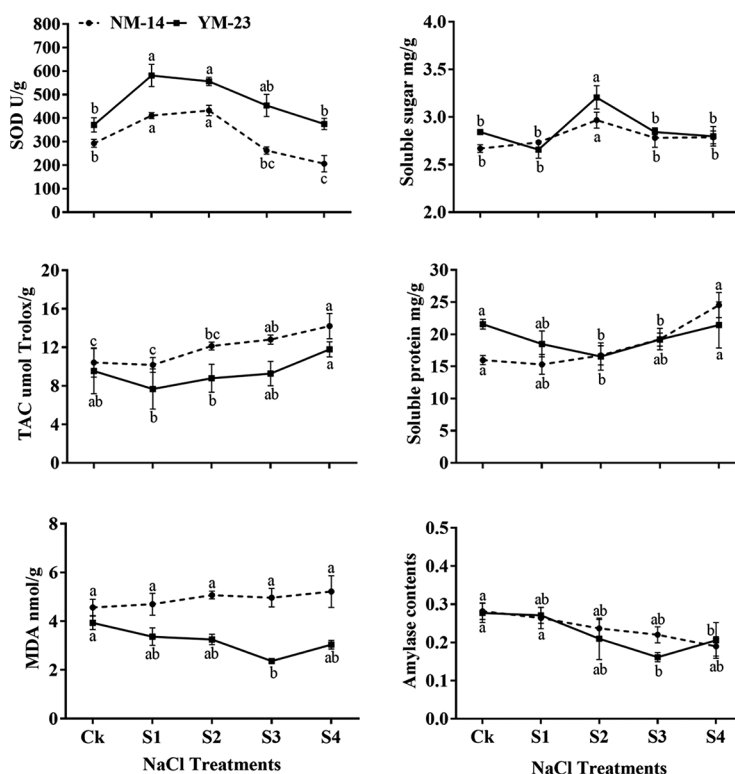 NM-14 YM-23
SOD U/g
800
700
600
500
400
300
200
100
0
a
a
ab
b
b
b
a
a
bc
c
Soluble sugar mg/g
4.0
3.5
3.0
2.5
2.0
b
b
a
b
b
b
b
a
b
b
TAC umol Trolox/g
20
16
12
8
4
0
c
c
bc
ab
a
ab
b
b
ab
a
Soluble protein mg/g
30
25
20
15
10
5
0
a
ab
b
b
a
a
ab
b
ab
a
MDA nmol/g
8
6
4
2
0
a
a
a
a
a
a
ab
ab
b
ab
Ck S1 S2 S3 S4
NaCl Treatments
Amylase contents
0.5
0.4
0.3
0.2
0.1
0.0
a
ab
ab
ab
b
a
a
ab
b
ab
Ck S1 S2 S3 S4
NaCl Treatments